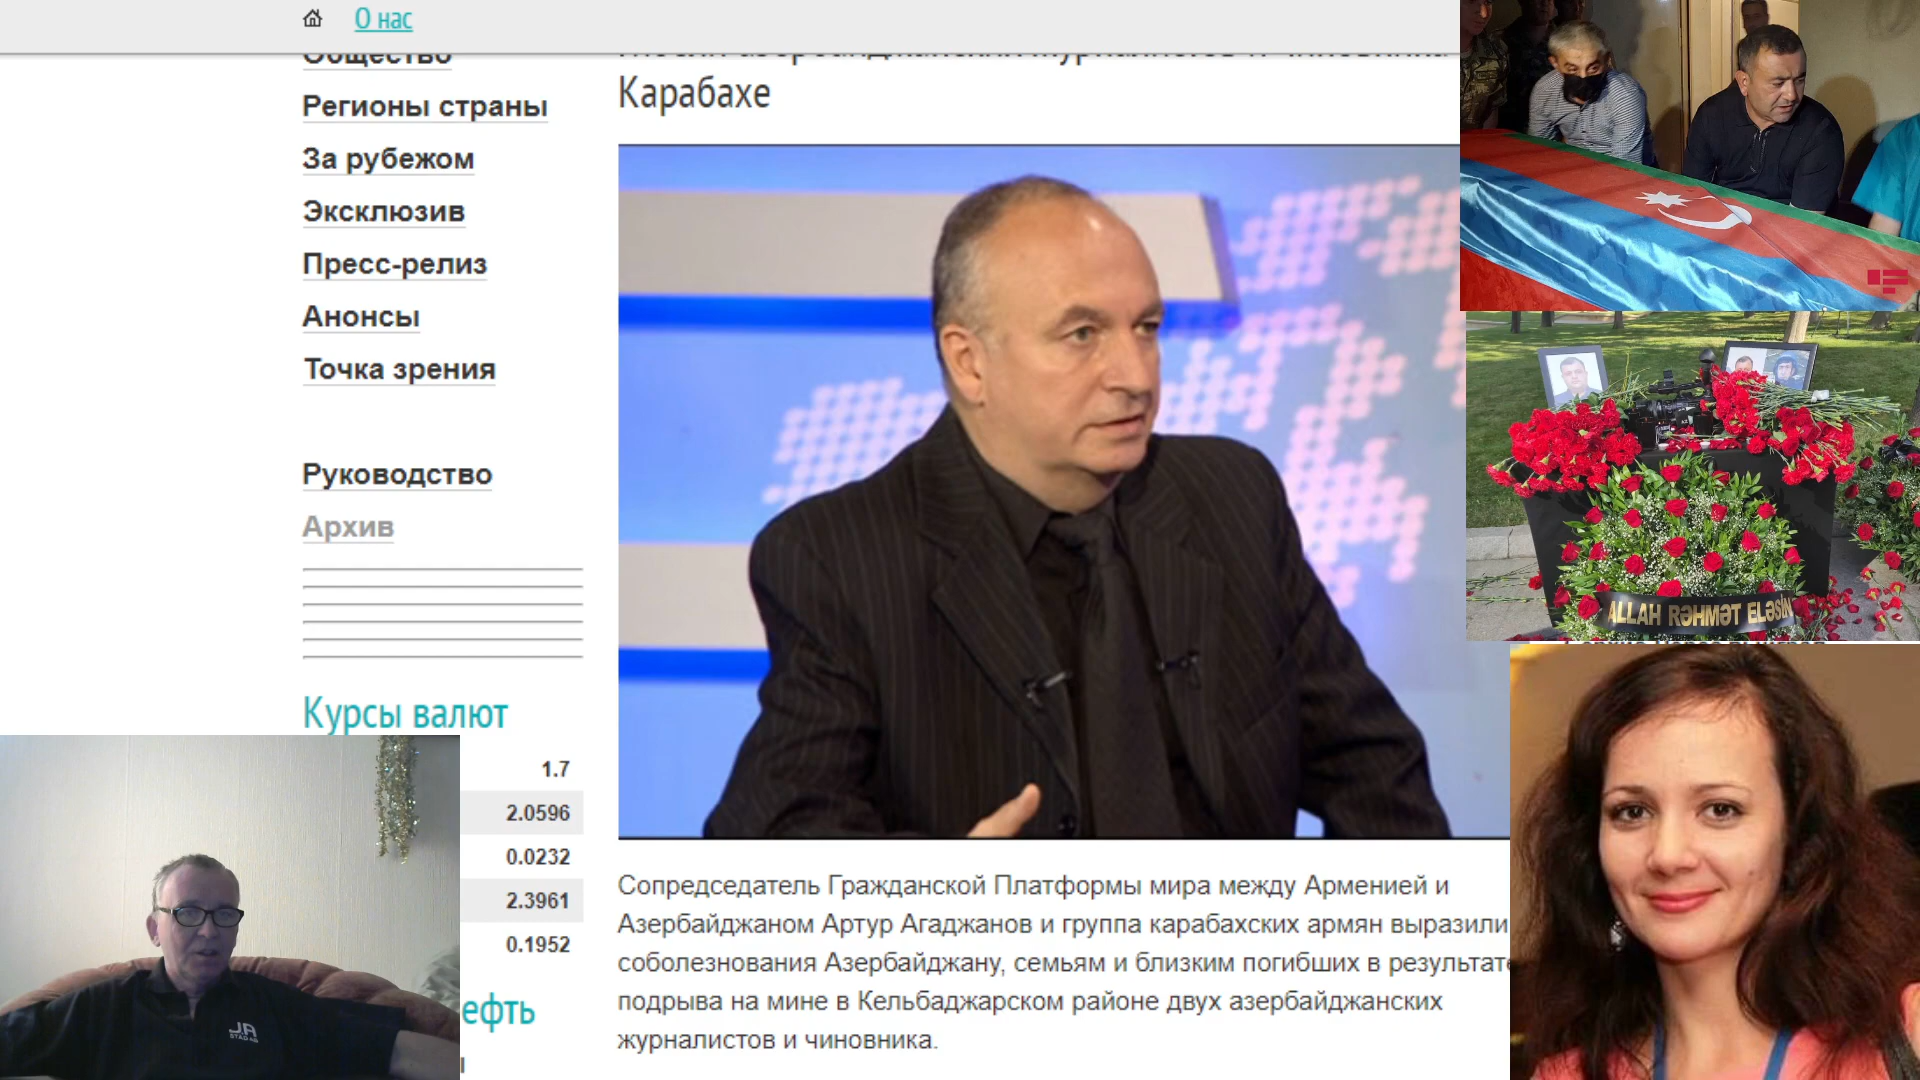 О нас
Общество
Регионы страны
За рубежом
Эксклюзив
Пресс-релиз
Анонсы
Точка зрения
Руководство
Архив
Курсы валют
1.7
2.0596
0.0232
2.3961
0.1952
ефть
Карабахе
Сопредседатель Гражданской Платформы мира между Арменией и
Азербайджаном Артур Агаджанов и группа карабахских армян выразили
соболезнования Азербайджану, семьям и близким погибших в результате
подрыва на мине в Кельбаджарском районе двух азербайджанских
журналистов и чиновника.
ALLAH RƏHMƏT ELƏSİN
JA